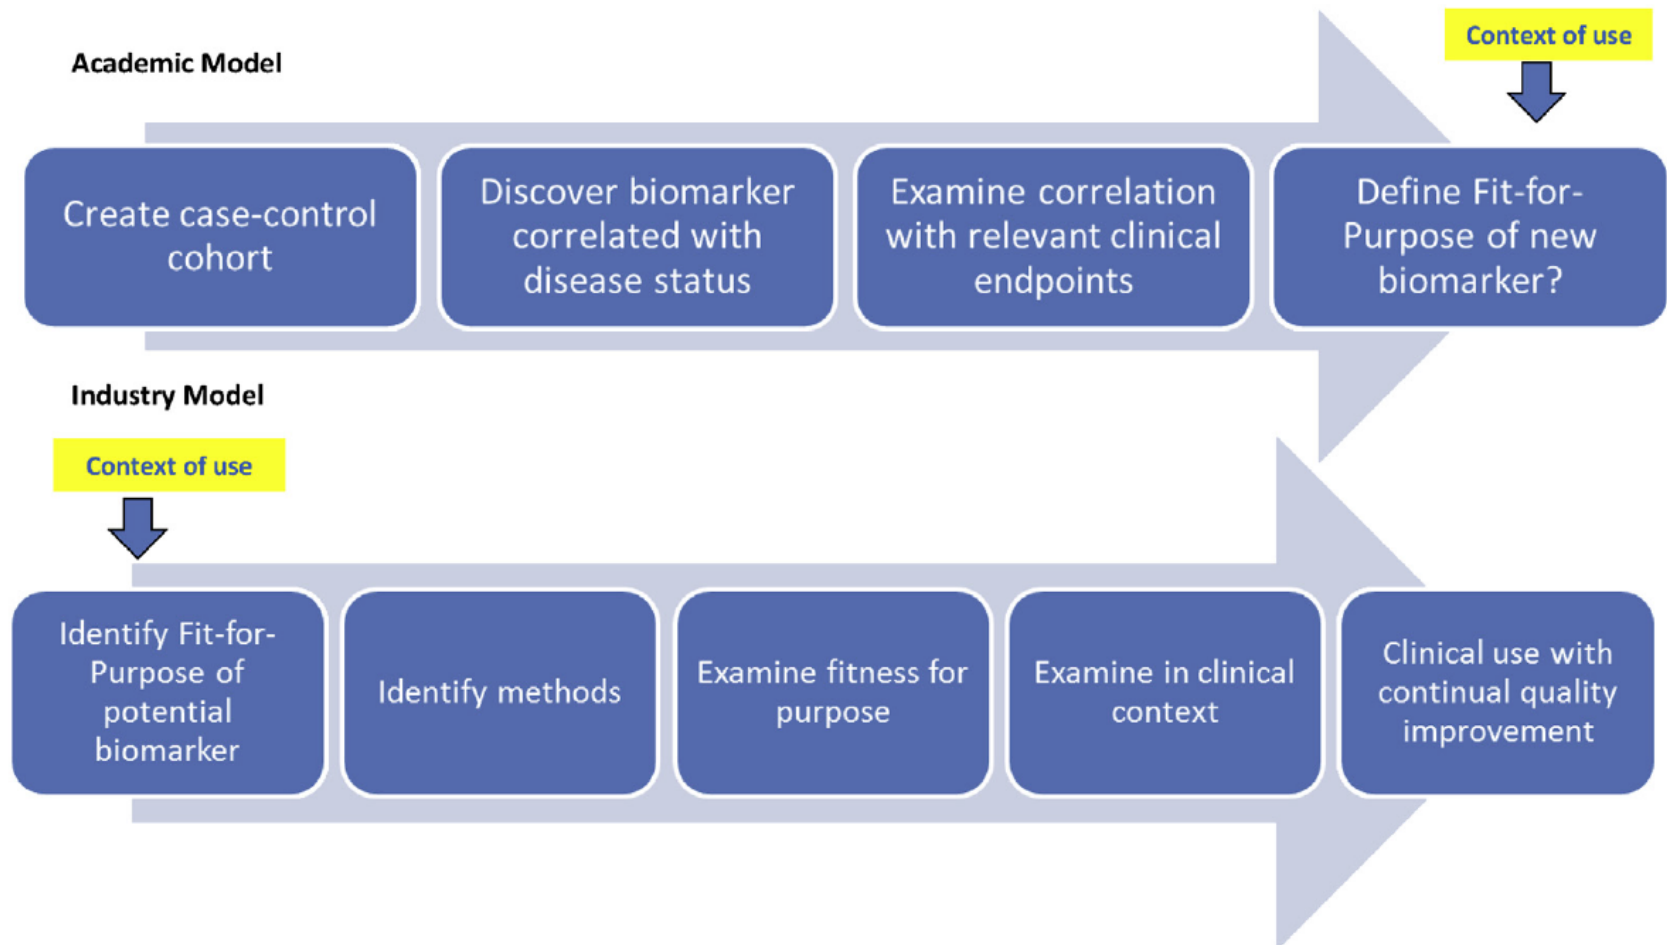 Academic Model
Context of use
Create case-control
cohort
Discover biomarker
correlated with
disease status
Examine correlation
with relevant clinical
endpoints
Define Fit-for-
Purpose of new
biomarker?
Industry Model
Context of use
Identify Fit-for-
Purpose of
potential
biomarker
Identify methods
Examine fitness for
purpose
Examine in clinical
context
Clinical use with
continual quality
improvement